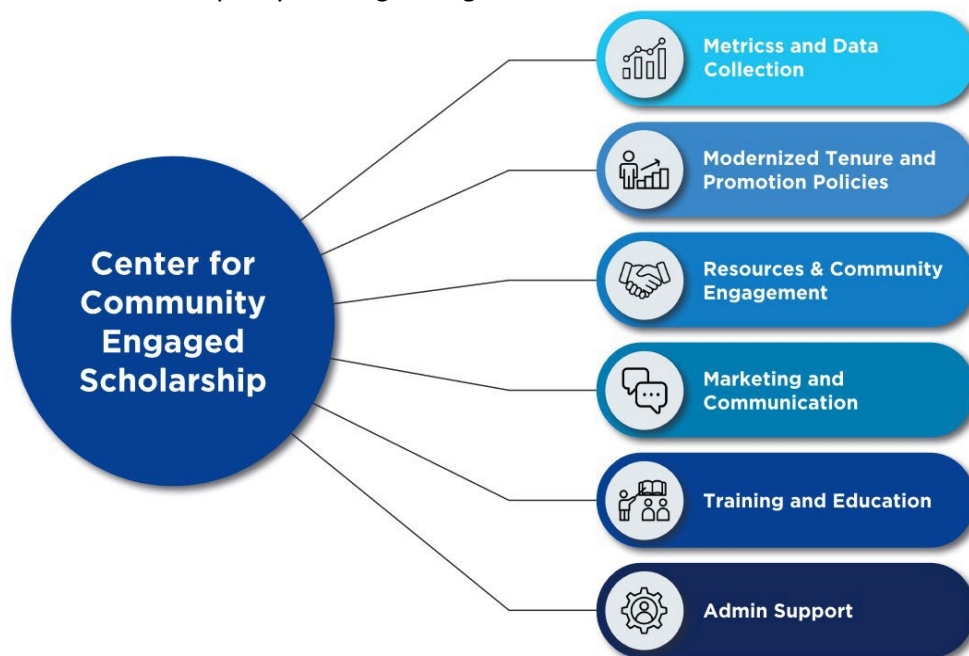 Center for
Community
Engaged
Scholarship
Metricss and Data
Collection
Modernized Tenure and
Promotion Policies
Resources & Community
Engagement
Marketing and
Communication
Training and Education
Admin Support